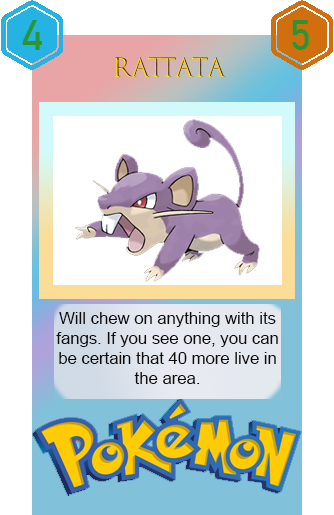 4
5
RATTATA
Will chew on anything with its
fangs. If you see one, you can
be certain that 40 more live in
the area.
POKéMON